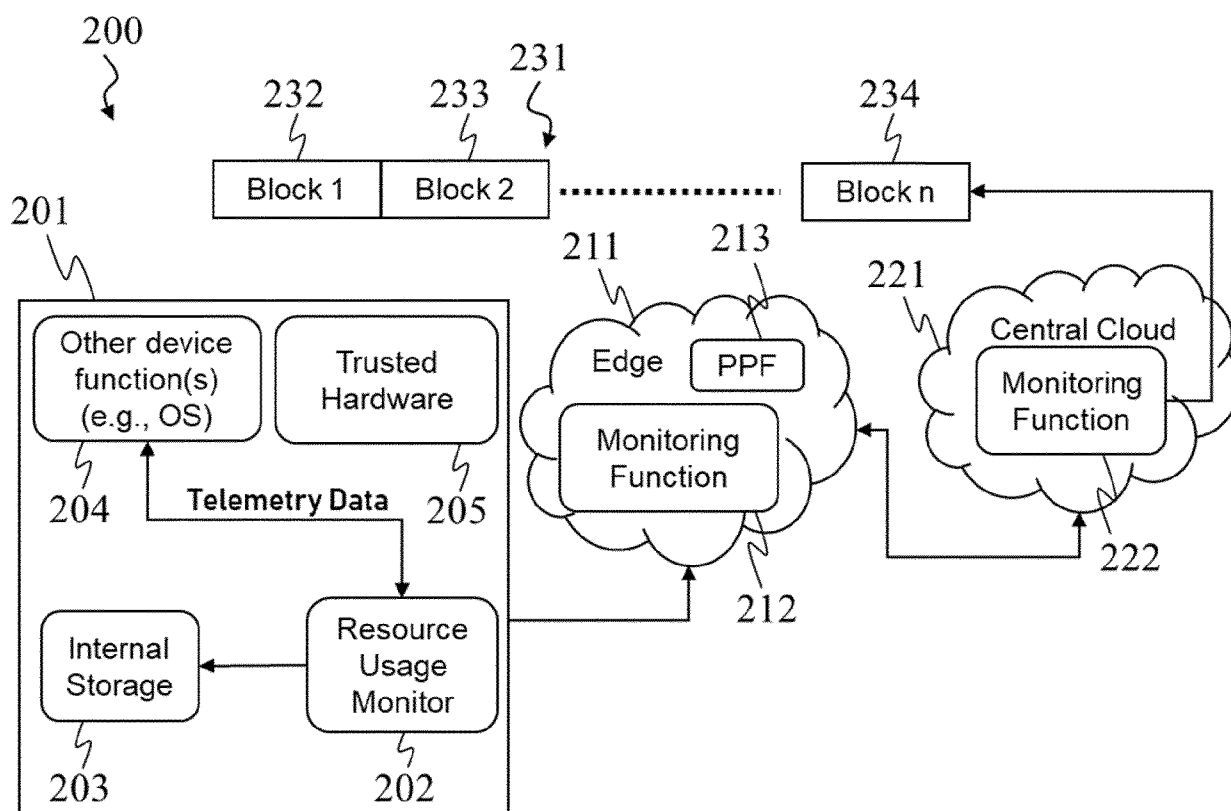 200
232
233
231
234
Block 1
Block 2
Block n
201
211
213
221
Other device
function(s)
(e.g., OS)
Trusted
Hardware
Edge
PPF
Monitoring
Function
Central Cloud
Monitoring
Function
204
Telemetry Data
205
212
222
Internal
Storage
Resource
Usage
Monitor
203
202